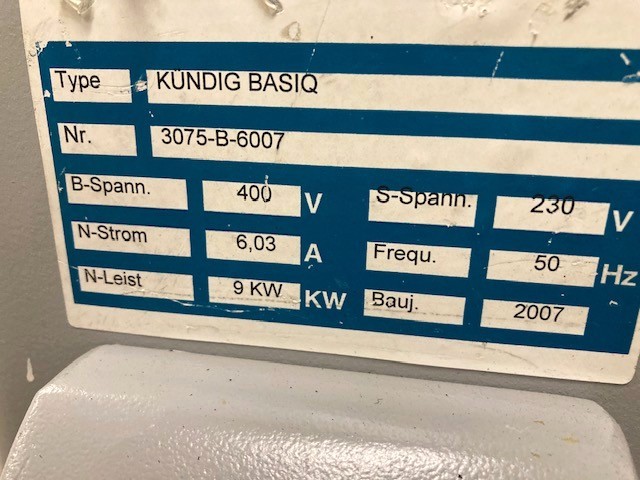 Type KÜNDIG BASIQ
Nr. 3075-B-6007
B-Spann. 400 V S-Spann. 230 V
N-Strom 6,03 A Frequ. 50 Hz
N-Leist 9 KW KW Bauj. 2007